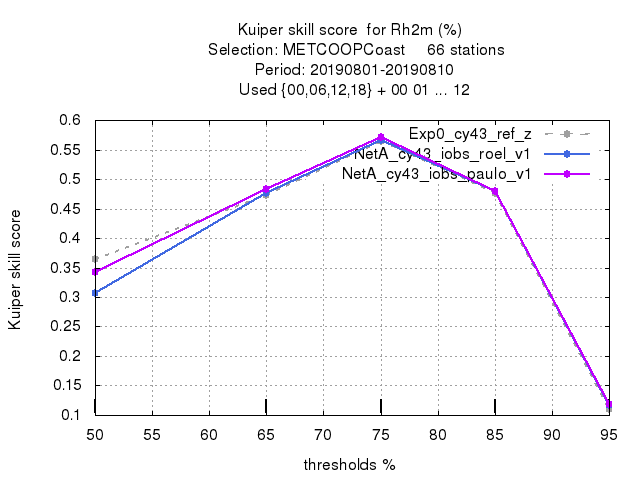 Kuiper skill score  for Rh2m (%)
Selection: METCOOPCoast     66 stations
Period: 20190801-20190810
Used {00,06,12,18} + 00 01 ... 12
Exp0_cy43_ref_z
NetA_cy43_iobs_roel_v1
NetA_cy43_iobs_paulo_v1
0.6
0.55
0.5
0.45
0.4
0.35
0.3
0.25
0.2
0.15
0.1
Kuiper skill score
50 55 60 65 70 75 80 85 90 95
thresholds %